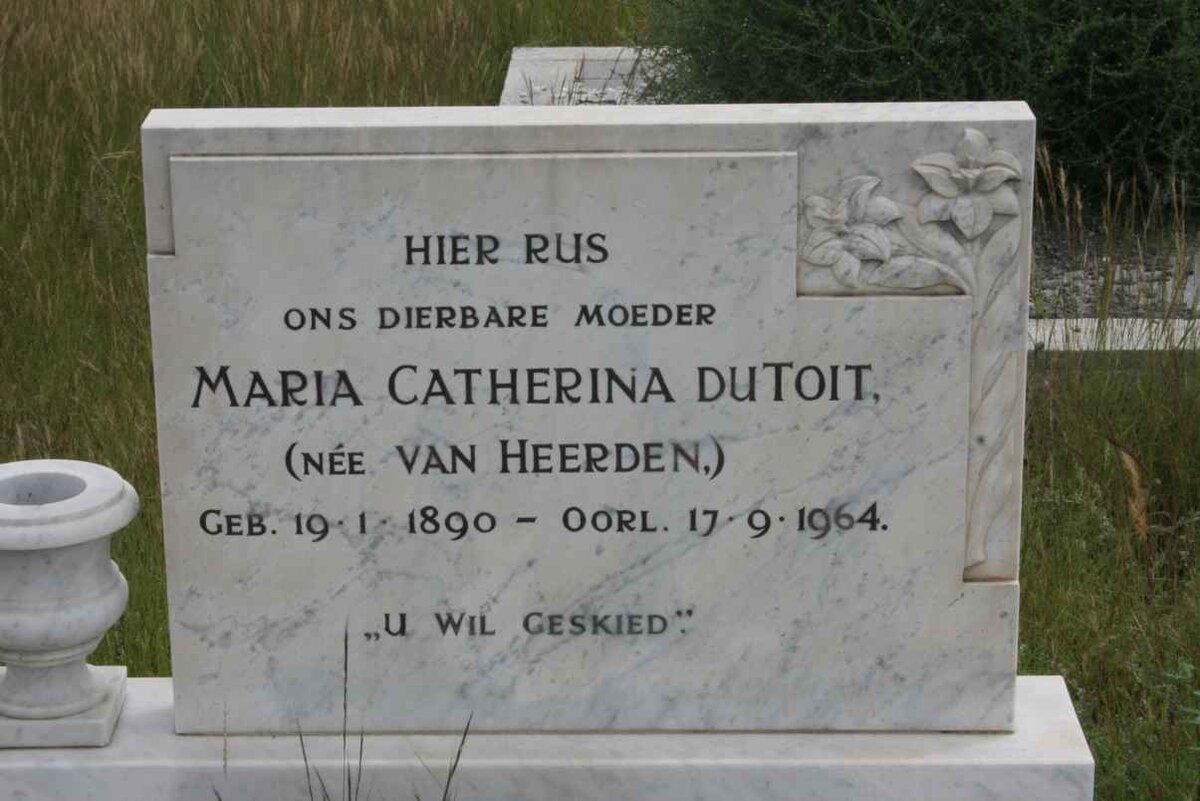 HIER RUS
ONS DIERBARE MOEDER
MARIA CATHERINA DUTOIT,
(NÉE VAN HEERDEN,)
GEB. 19·1·1890 – OORL. 17·9·1964.
„U WIL GESKIED".